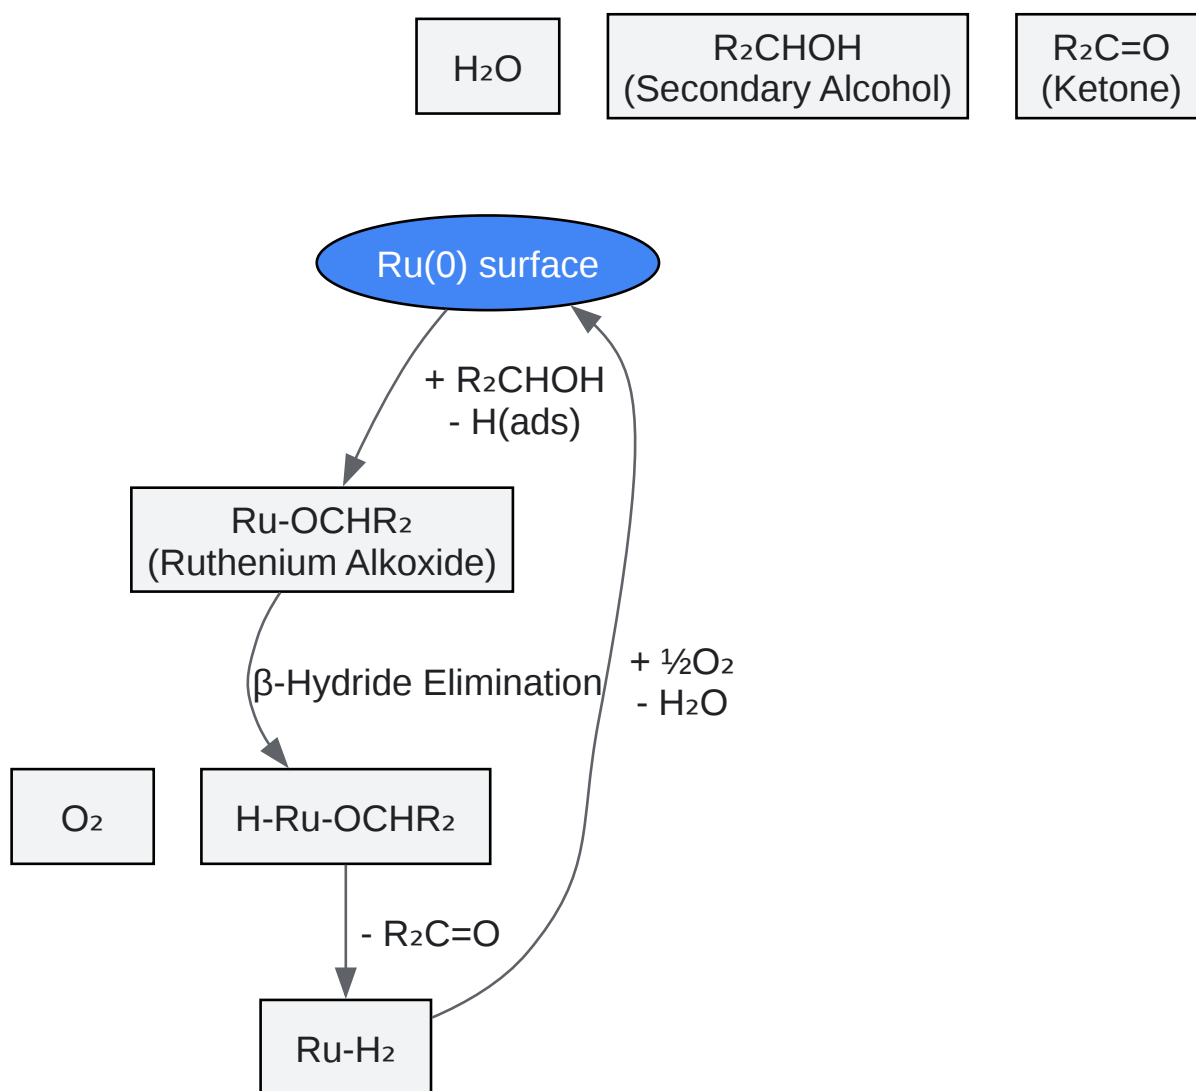 H₂O
R₂CHOH
(Secondary Alcohol)
R₂C=O
(Ketone)
Ru(0) surface
+ R₂CHOH
- H(ads)
Ru-OCHR₂
(Ruthenium Alkoxide)
β-Hydride Elimination
+ ½O₂
- H₂O
O₂
H-Ru-OCHR₂
- R₂C=O
Ru-H₂